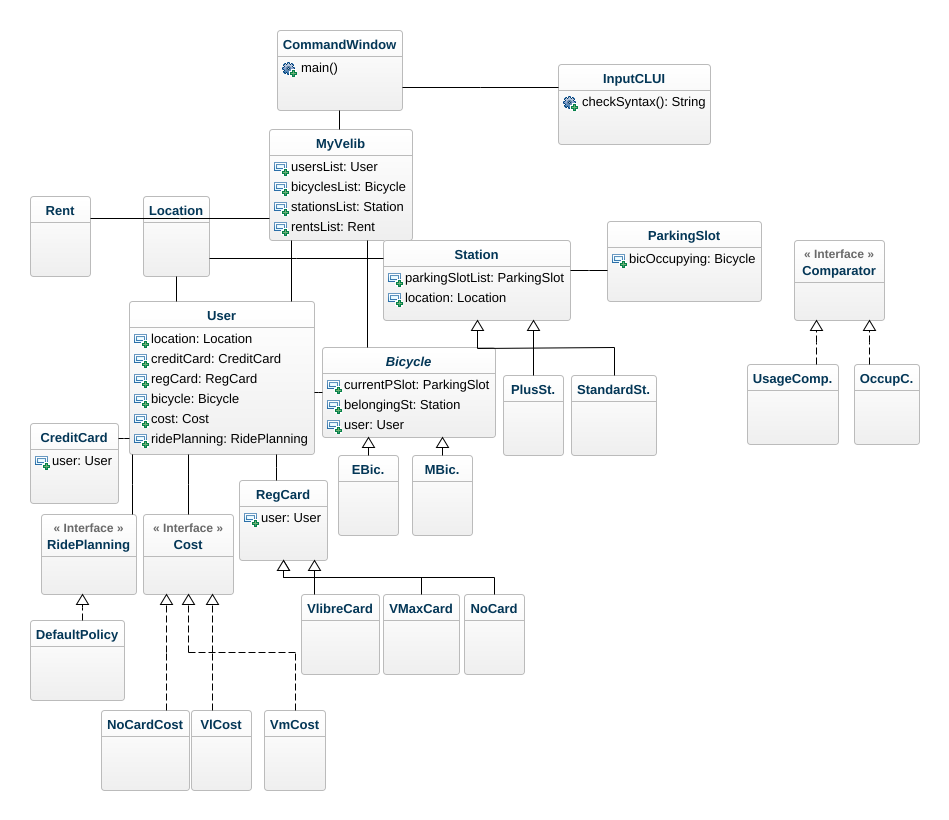 CommandWindow
main()
InputCLUI
checkSyntax(): String
MyVelib
usersList: User
bicyclesList: Bicycle
stationsList: Station
rentsList: Rent
Rent
Location
Station
parkingSlotList: ParkingSlot
location: Location
ParkingSlot
bicOccupying: Bicycle
« Interface »
Comparator
User
location: Location
creditCard: CreditCard
regCard: RegCard
bicycle: Bicycle
cost: Cost
ridePlanning: RidePlanning
Bicycle
currentPSlot: ParkingSlot
belongingSt: Station
user: User
PlusSt.
StandardSt.
UsageComp.
OccupC.
CreditCard
user: User
EBic.
MBic.
RegCard
user: User
« Interface »
RidePlanning
« Interface »
Cost
VlibreCard
VMaxCard
NoCard
DefaultPolicy
NoCardCost
VlCost
VmCost